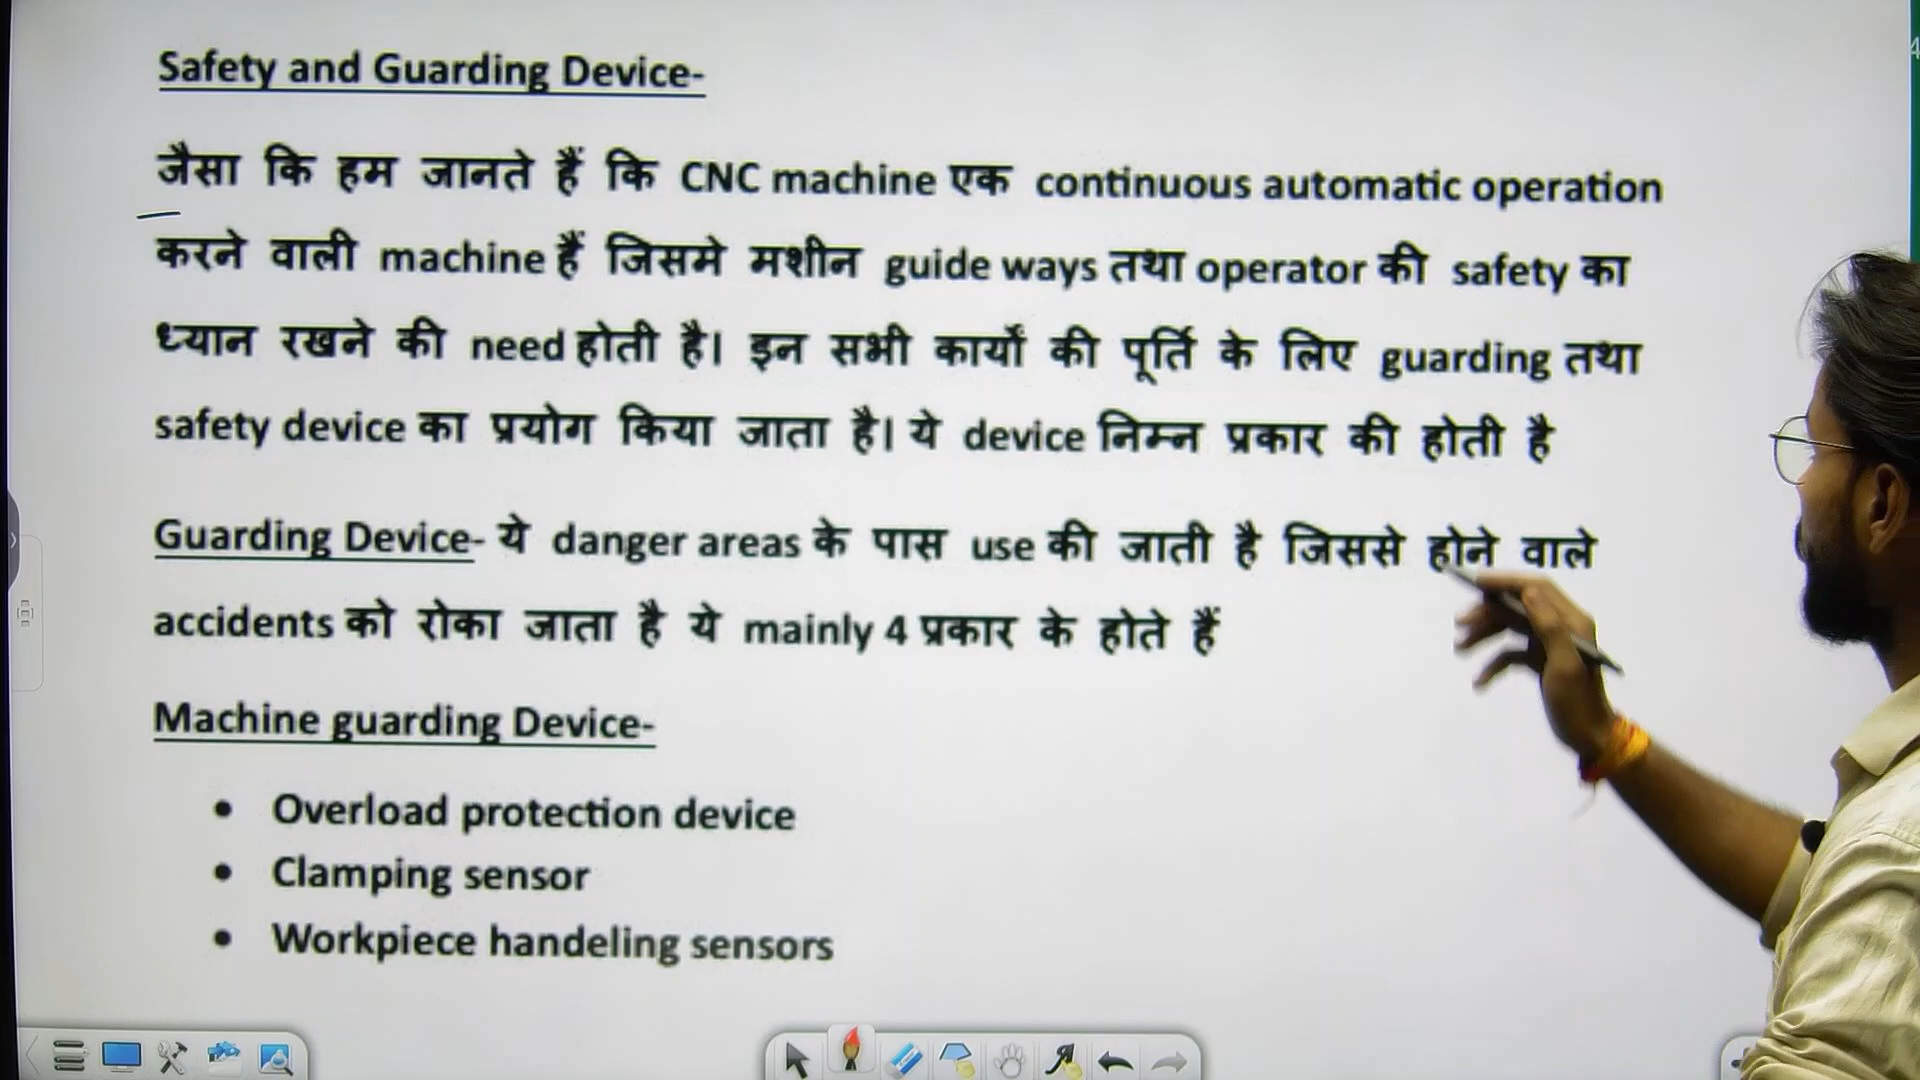 Safety and Guarding Device-
जैसा कि हम जानते हैं कि CNC machine एक continuous automatic operation
करने वाली machine हैं जिसमे मशीन guide ways तथा operator की safety का
ध्यान रखने की need होती है। इन सभी कार्यों की पूर्ति के लिए guarding तथा
safety device का प्रयोग किया जाता है। ये device निम्न प्रकार की होती है
Guarding Device- ये danger areas के पास use की जाती है जिससे होने वाले
accidents को रोका जाता है ये mainly 4 प्रकार के होते हैं
Machine guarding Device-
• Overload protection device
• Clamping sensor
• Workpiece handeling sensors